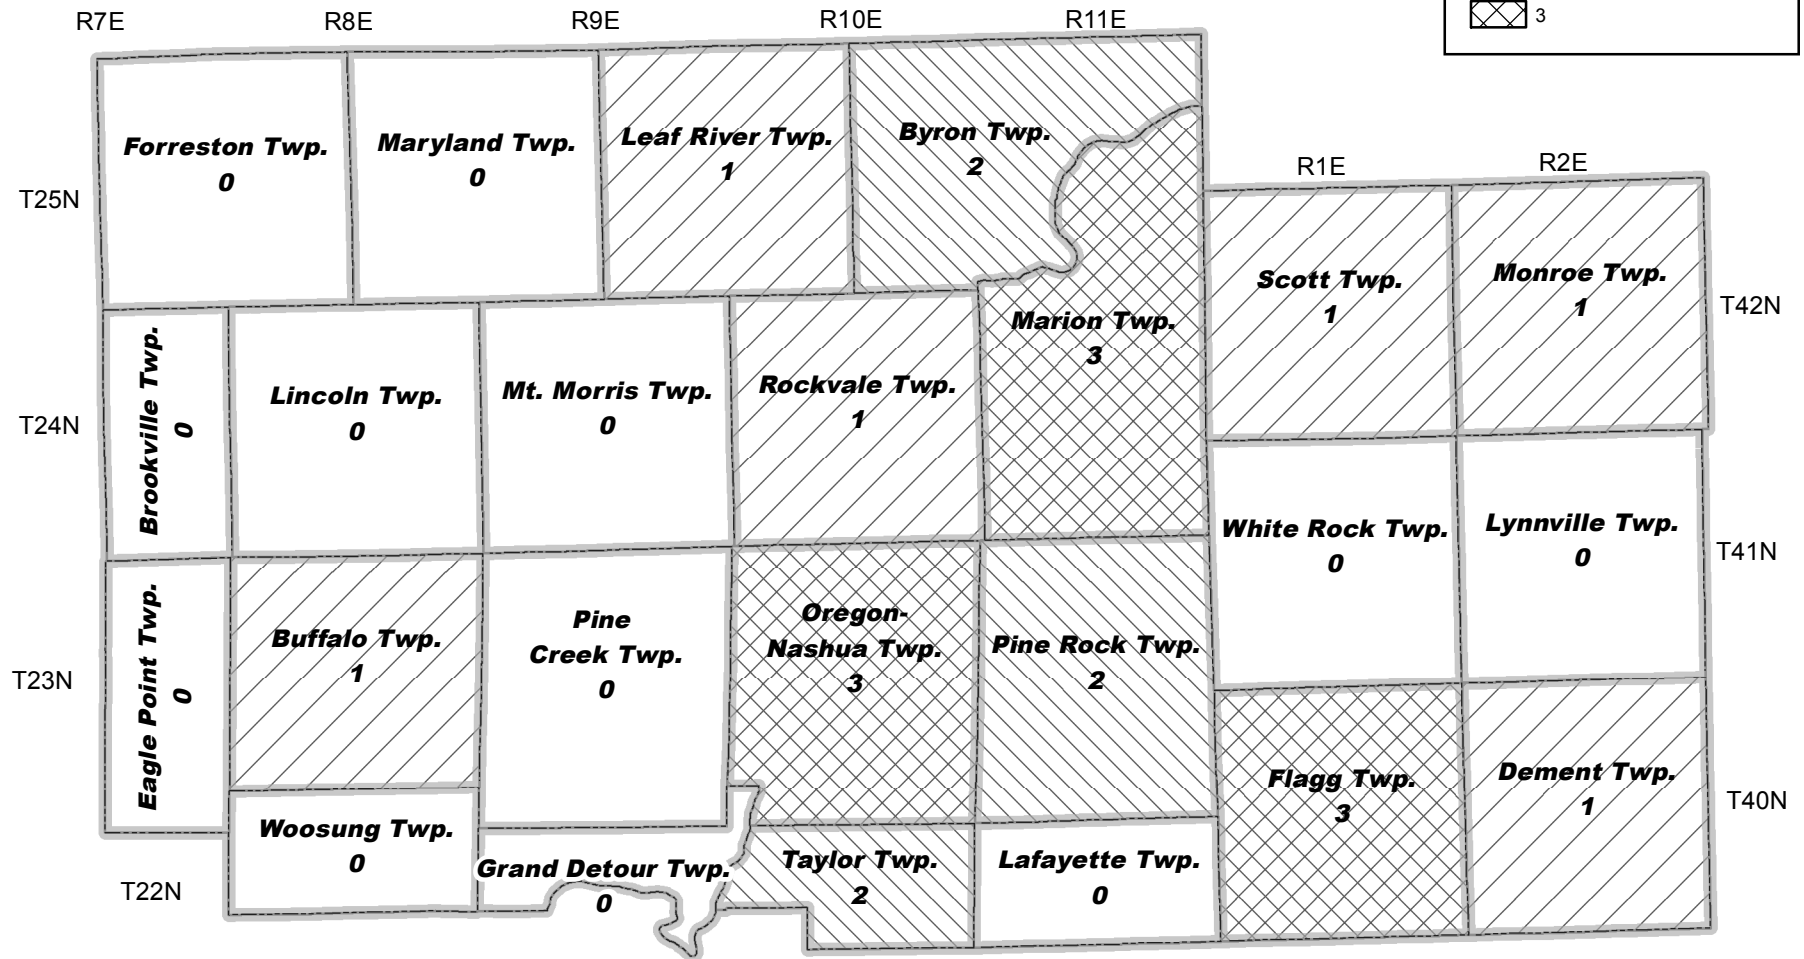 R7E
R8E
R9E
R10E
R11E
3
Forreston Twp.
0
Maryland Twp.
0
Leaf River Twp.
1
Byron Twp.
2
R1E
R2E
T25N
Scott Twp.
1
Monroe Twp.
1
T42N
Marion Twp.
3
Brookville Twp.
0
Lincoln Twp.
0
Mt. Morris Twp.
0
Rockvale Twp.
1
T24N
White Rock Twp.
0
Lynnville Twp.
0
T41N
Eagle Point Twp.
0
Buffalo Twp.
1
Pine
Creek Twp.
0
Oregon-
Nashua Twp.
3
Pine Rock Twp.
2
T23N
Flagg Twp.
3
Dement Twp.
1
T40N
Woosung Twp.
0
Grand Detour Twp.
0
Taylor Twp.
2
Lafayette Twp.
0
T22N